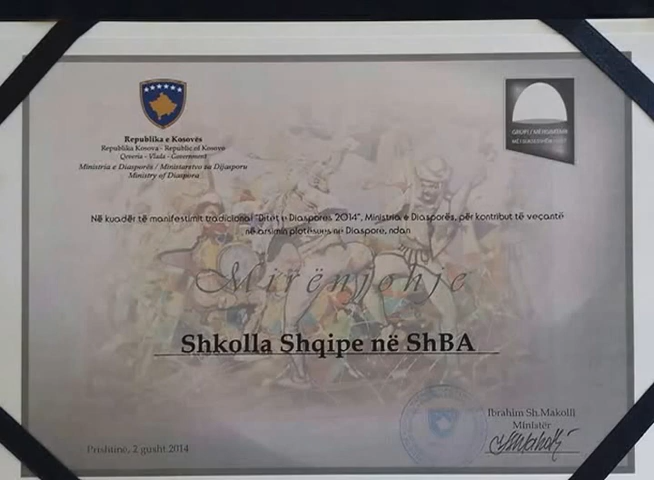 Republika e Kosovës
Republika Kosova - Republic of Kosovo
Qeveria - Vlada - Government
Ministria e Diasporës / Ministarstvo za Dijasporu
Ministry of Diaspora
Në kuadër të manifestimit tradicional "Ditët e Diasporës 2014", Ministria e Diasporës, për kontribut të veçantë
në arsimin plotësues në Diasporë, ndan
Mirënjohje
Shkolla Shqipe në ShBA
Ibrahim Sh.Makolli
Ministër
Prishtinë, 2 gusht 2014